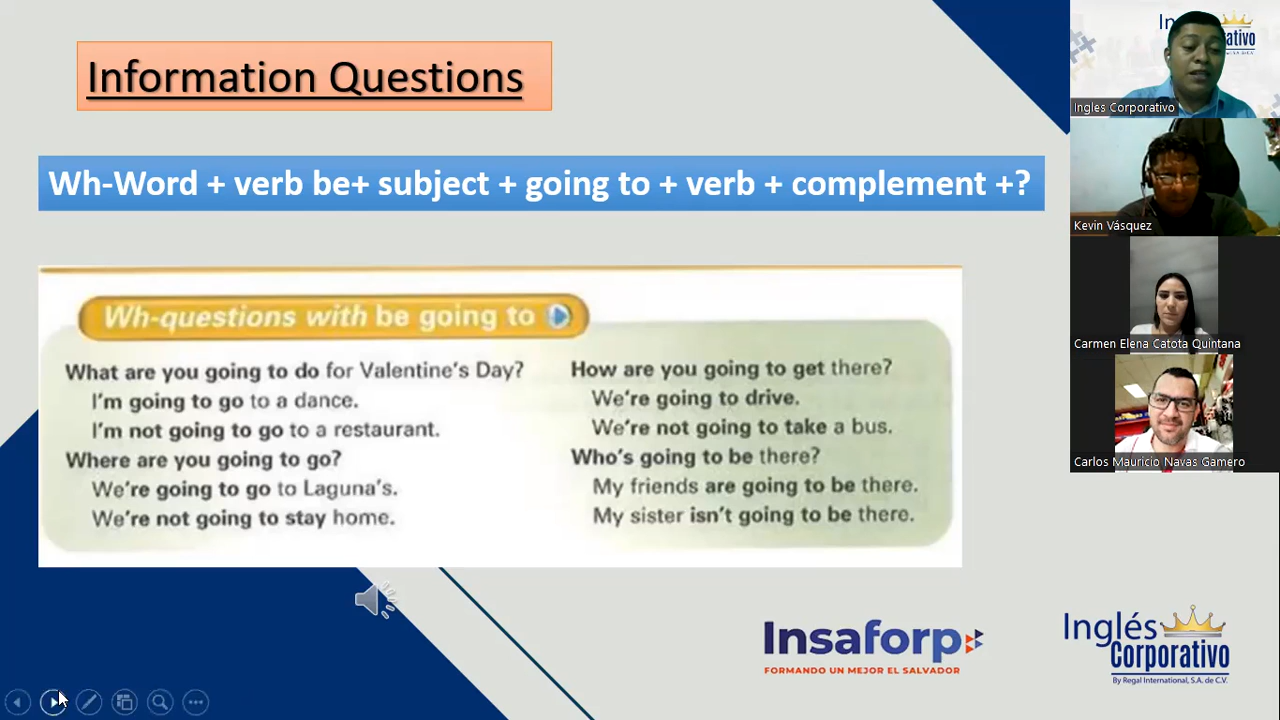 Information Questions
Wh-Word + verb be+ subject + going to + verb + complement +?
Wh-questions with be going to
What are you going to do for Valentine's Day?
I'm going to go to a dance.
I'm not going to go to a restaurant.
Where are you going to go?
We're going to go to Laguna's.
We're not going to stay home.
How are you going to get there?
We're going to drive.
We're not going to take a bus.
Who's going to be there?
My friends are going to be there.
My sister isn't going to be there.
Insaforp
FORMANDO UN MEJOR EL SALVADOR
Inglés
Corporativo
By Regal International, S.A. de C.V.
Ingles Corporativo
Kevin Vásquez
Carmen Elena Catota Quintana
Carlos Mauricio Navas Gamero